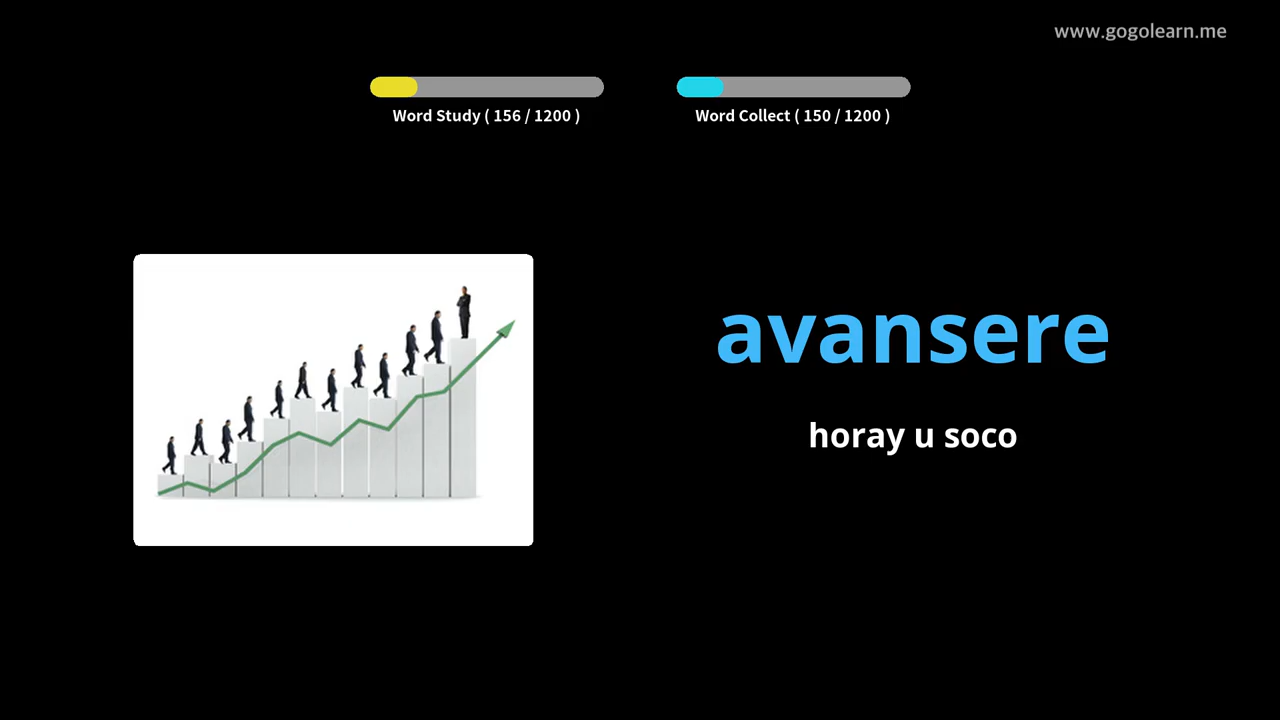 www.gogolearn.me
Word Study ( 156 / 1200 )
Word Collect ( 150 / 1200 )
avansere
horay u soco